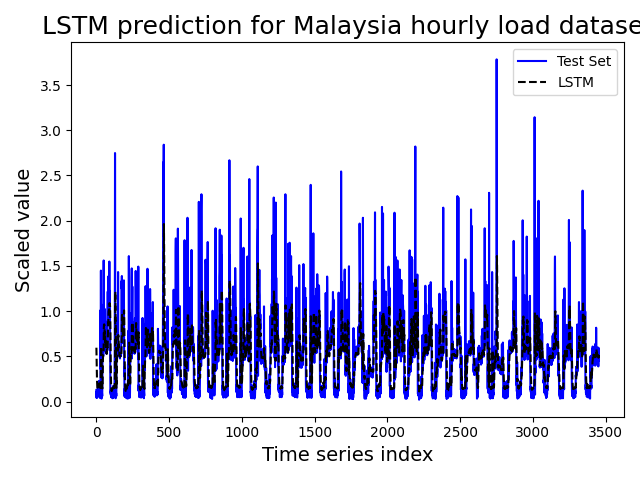 LSTM prediction for Malaysia hourly load datase
Test Set
LSTM
Scaled value
3.5
3.0
2.5
2.0
1.5
1.0
0.5
0.0
0 500 1000 1500 2000 2500 3000 3500
Time series index